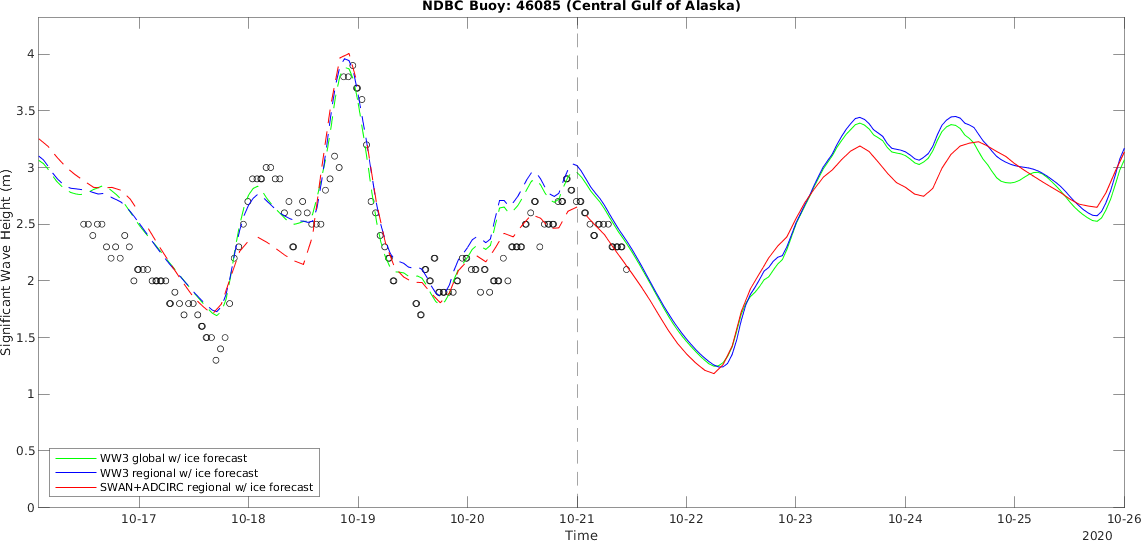 NDBC Buoy: 46085 (Central Gulf of Alaska)
Significant Wave Height (m)
4
3.5
3
2.5
2
1.5
1
0.5
0
WW3 global w/ ice forecast
WW3 regional w/ ice forecast
SWAN+ADCIRC regional w/ ice forecast
10-17 10-18 10-19 10-20 10-21 10-22 10-23 10-24 10-25 10-26
Time
2020